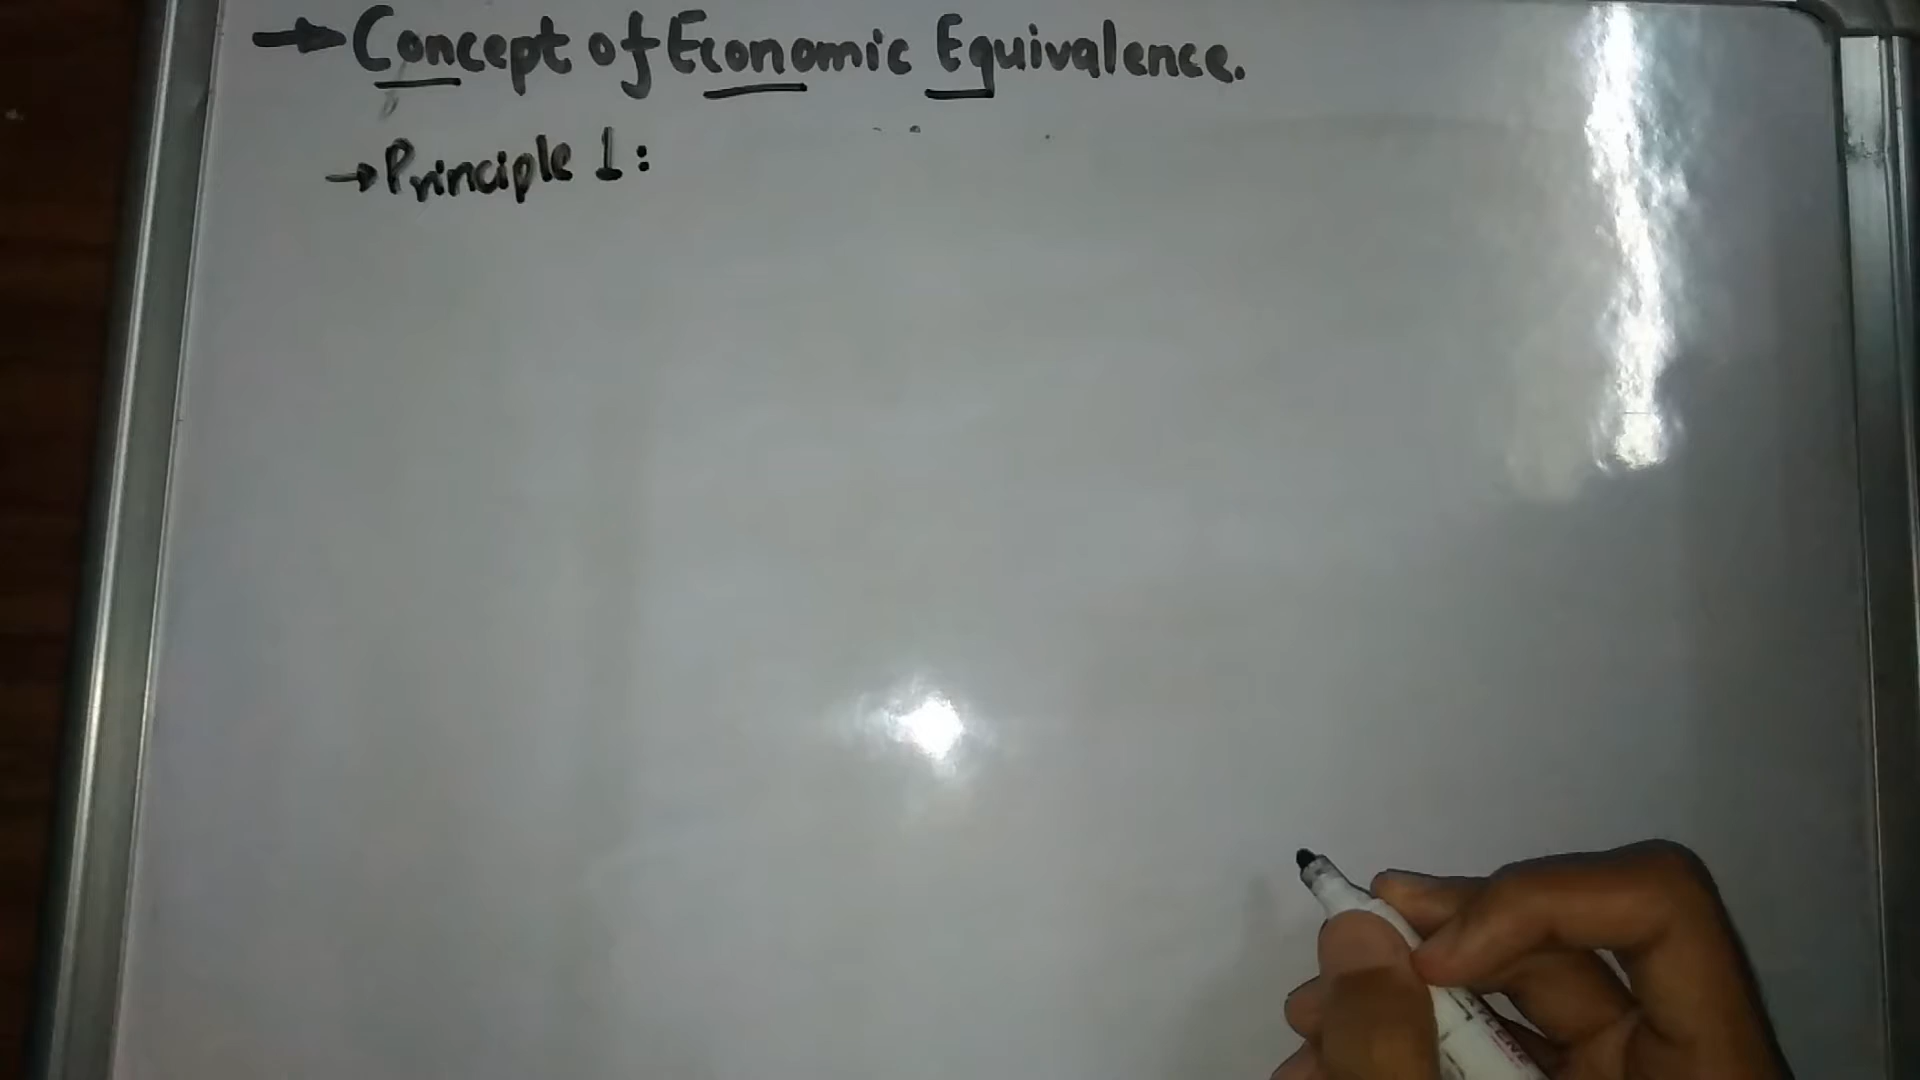 → Concept of Economic Equivalence.
→ Principle 1: